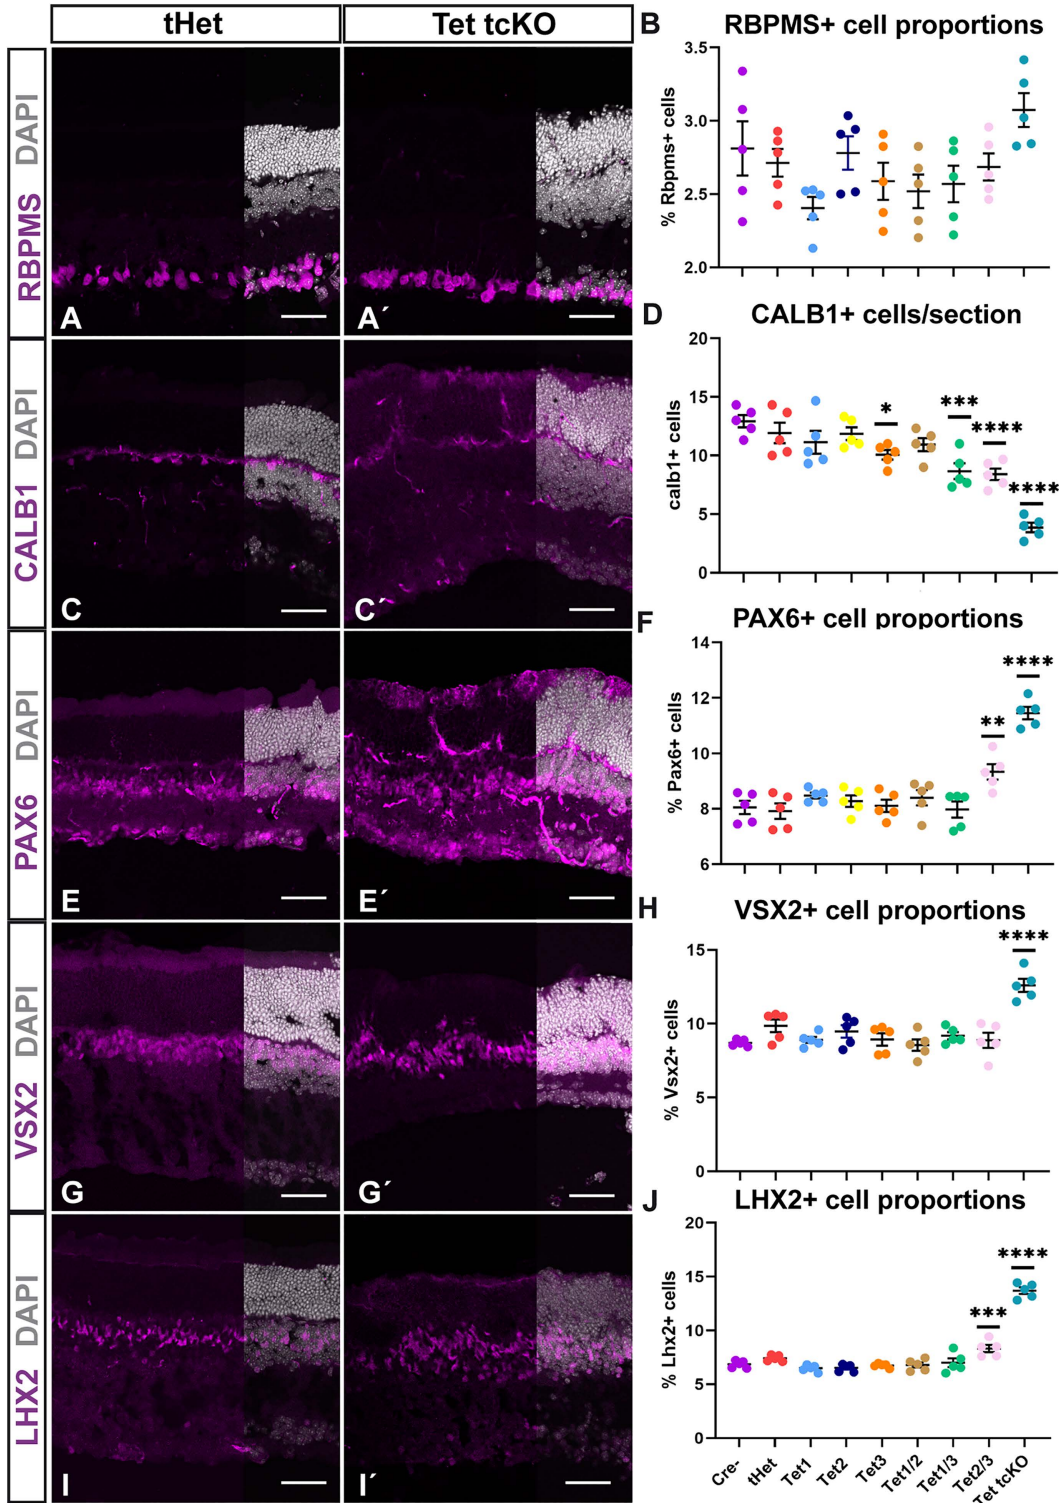 tHet
Tet tcKO
RBPMS DAPI
A
A´
B
RBPMS+ cell proportions
% Rbpms+ cells
3.5
3.0
2.5
2.0
CALB1 DAPI
C
C´
D
CALB1+ cells/section
calb1+ cells
20
15
10
5
0
*
***
****
****
PAX6 DAPI
E
E´
F
PAX6+ cell proportions
% Pax6+ cells
14
12
10
8
6
**
****
VSX2 DAPI
G
G´
H
VSX2+ cell proportions
% Vsx2+ cells
15
10
5
0
****
LHX2 DAPI
I
I´
J
LHX2+ cell proportions
% Lhx2+ cells
20
15
10
5
0
***
****
Cre-
tHet
Tet1
Tet2
Tet3
Tet1/2
Tet1/3
Tet2/3
Tet tcKO